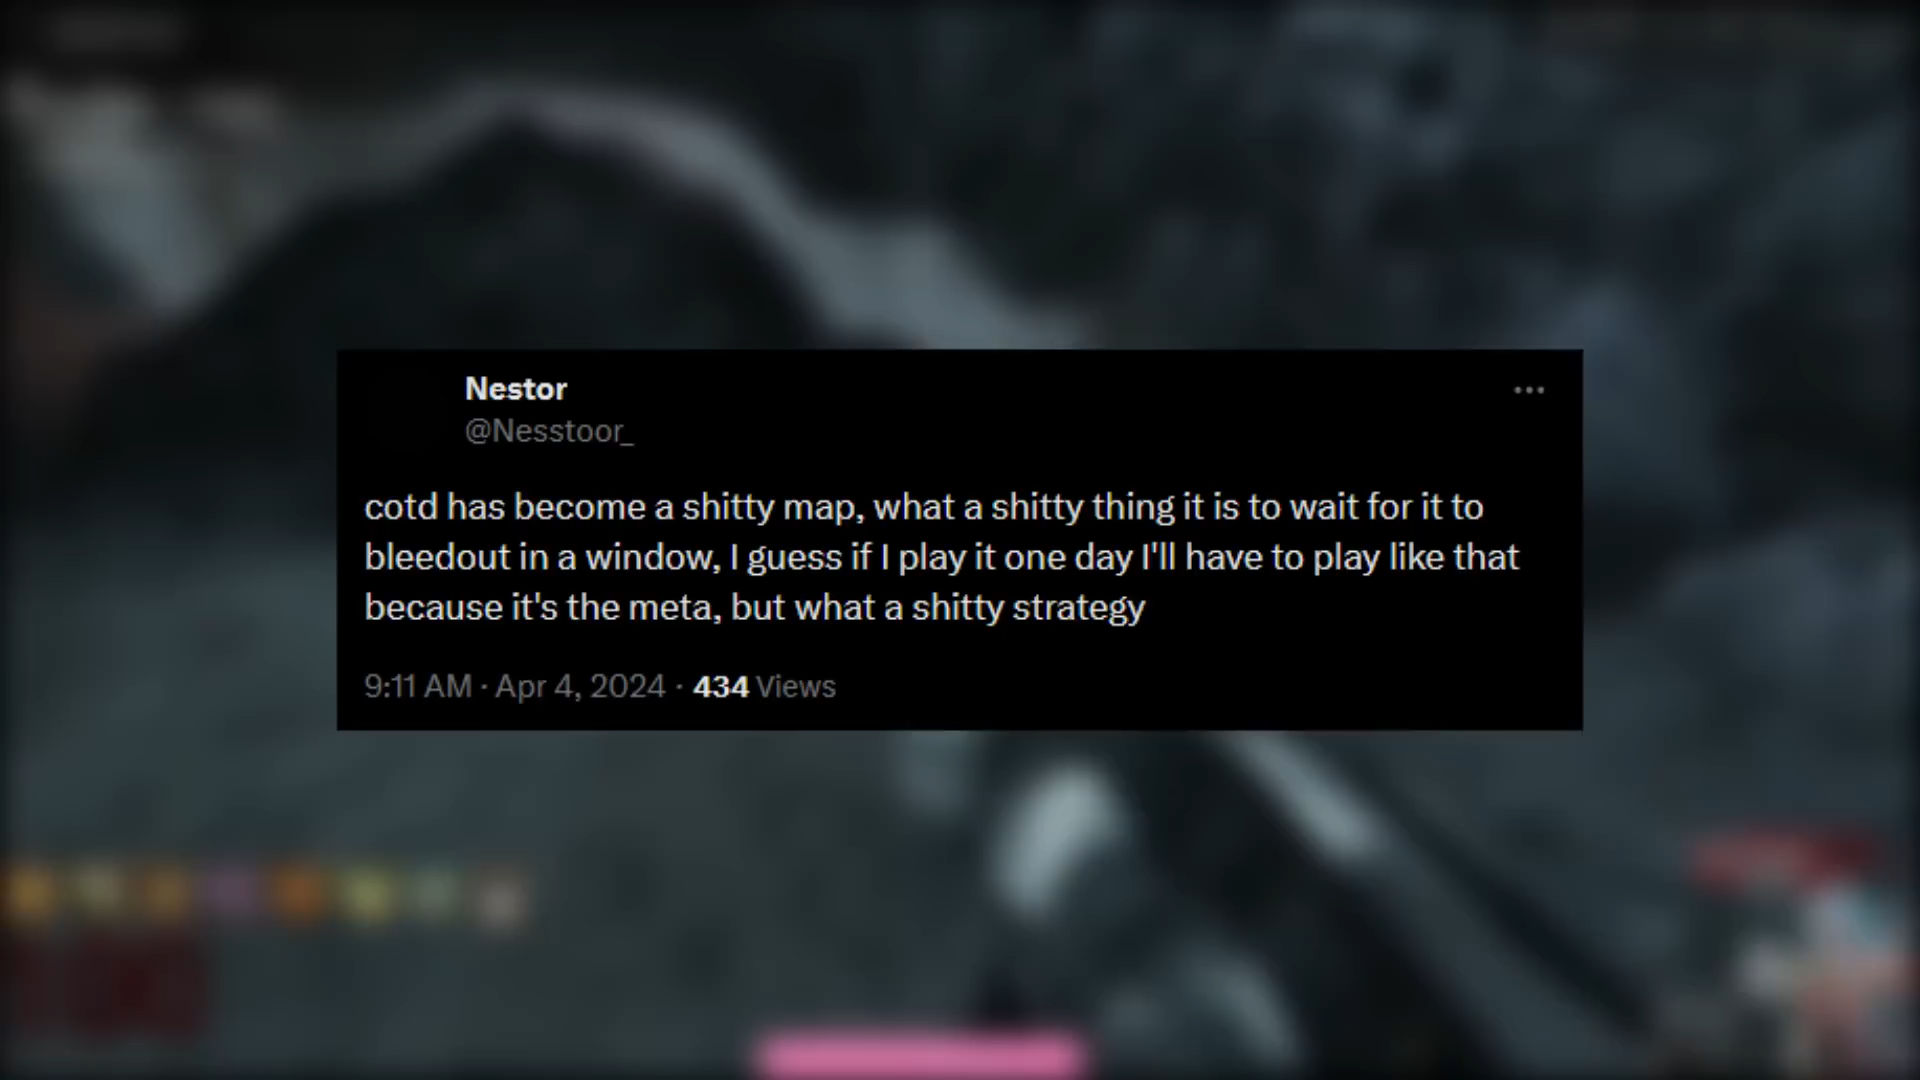 Nestor
@Nesstoor_
cotd has become a shitty map, what a shitty thing it is to wait for it to
bleedout in a window, I guess if I play it one day I'll have to play like that
because it's the meta, but what a shitty strategy
9:11 AM · Apr 4, 2024 · 434 Views